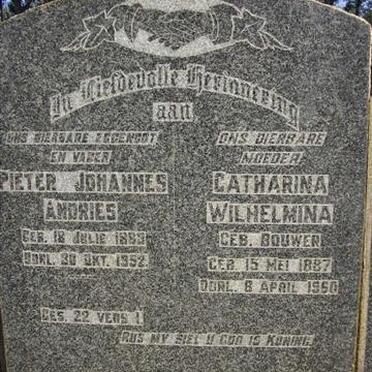 In Liefdevolle Herinnering
aan
ONS DIERBARE EGGENOOT
EN VADER
PIETER JOHANNES
ANDRIES
GEB. 18 JULIE 1883
OORL. 30 OKT. 1952
GES. 22 VERS 1
ONS DIERBARE
MOEDER
CATHARINA
WILHELMINA
GEB. BOUWER
GEB. 15 MEI 1887
OORL. 8 APRIL 1950
RUS MY SIEL U GOD IS KONING